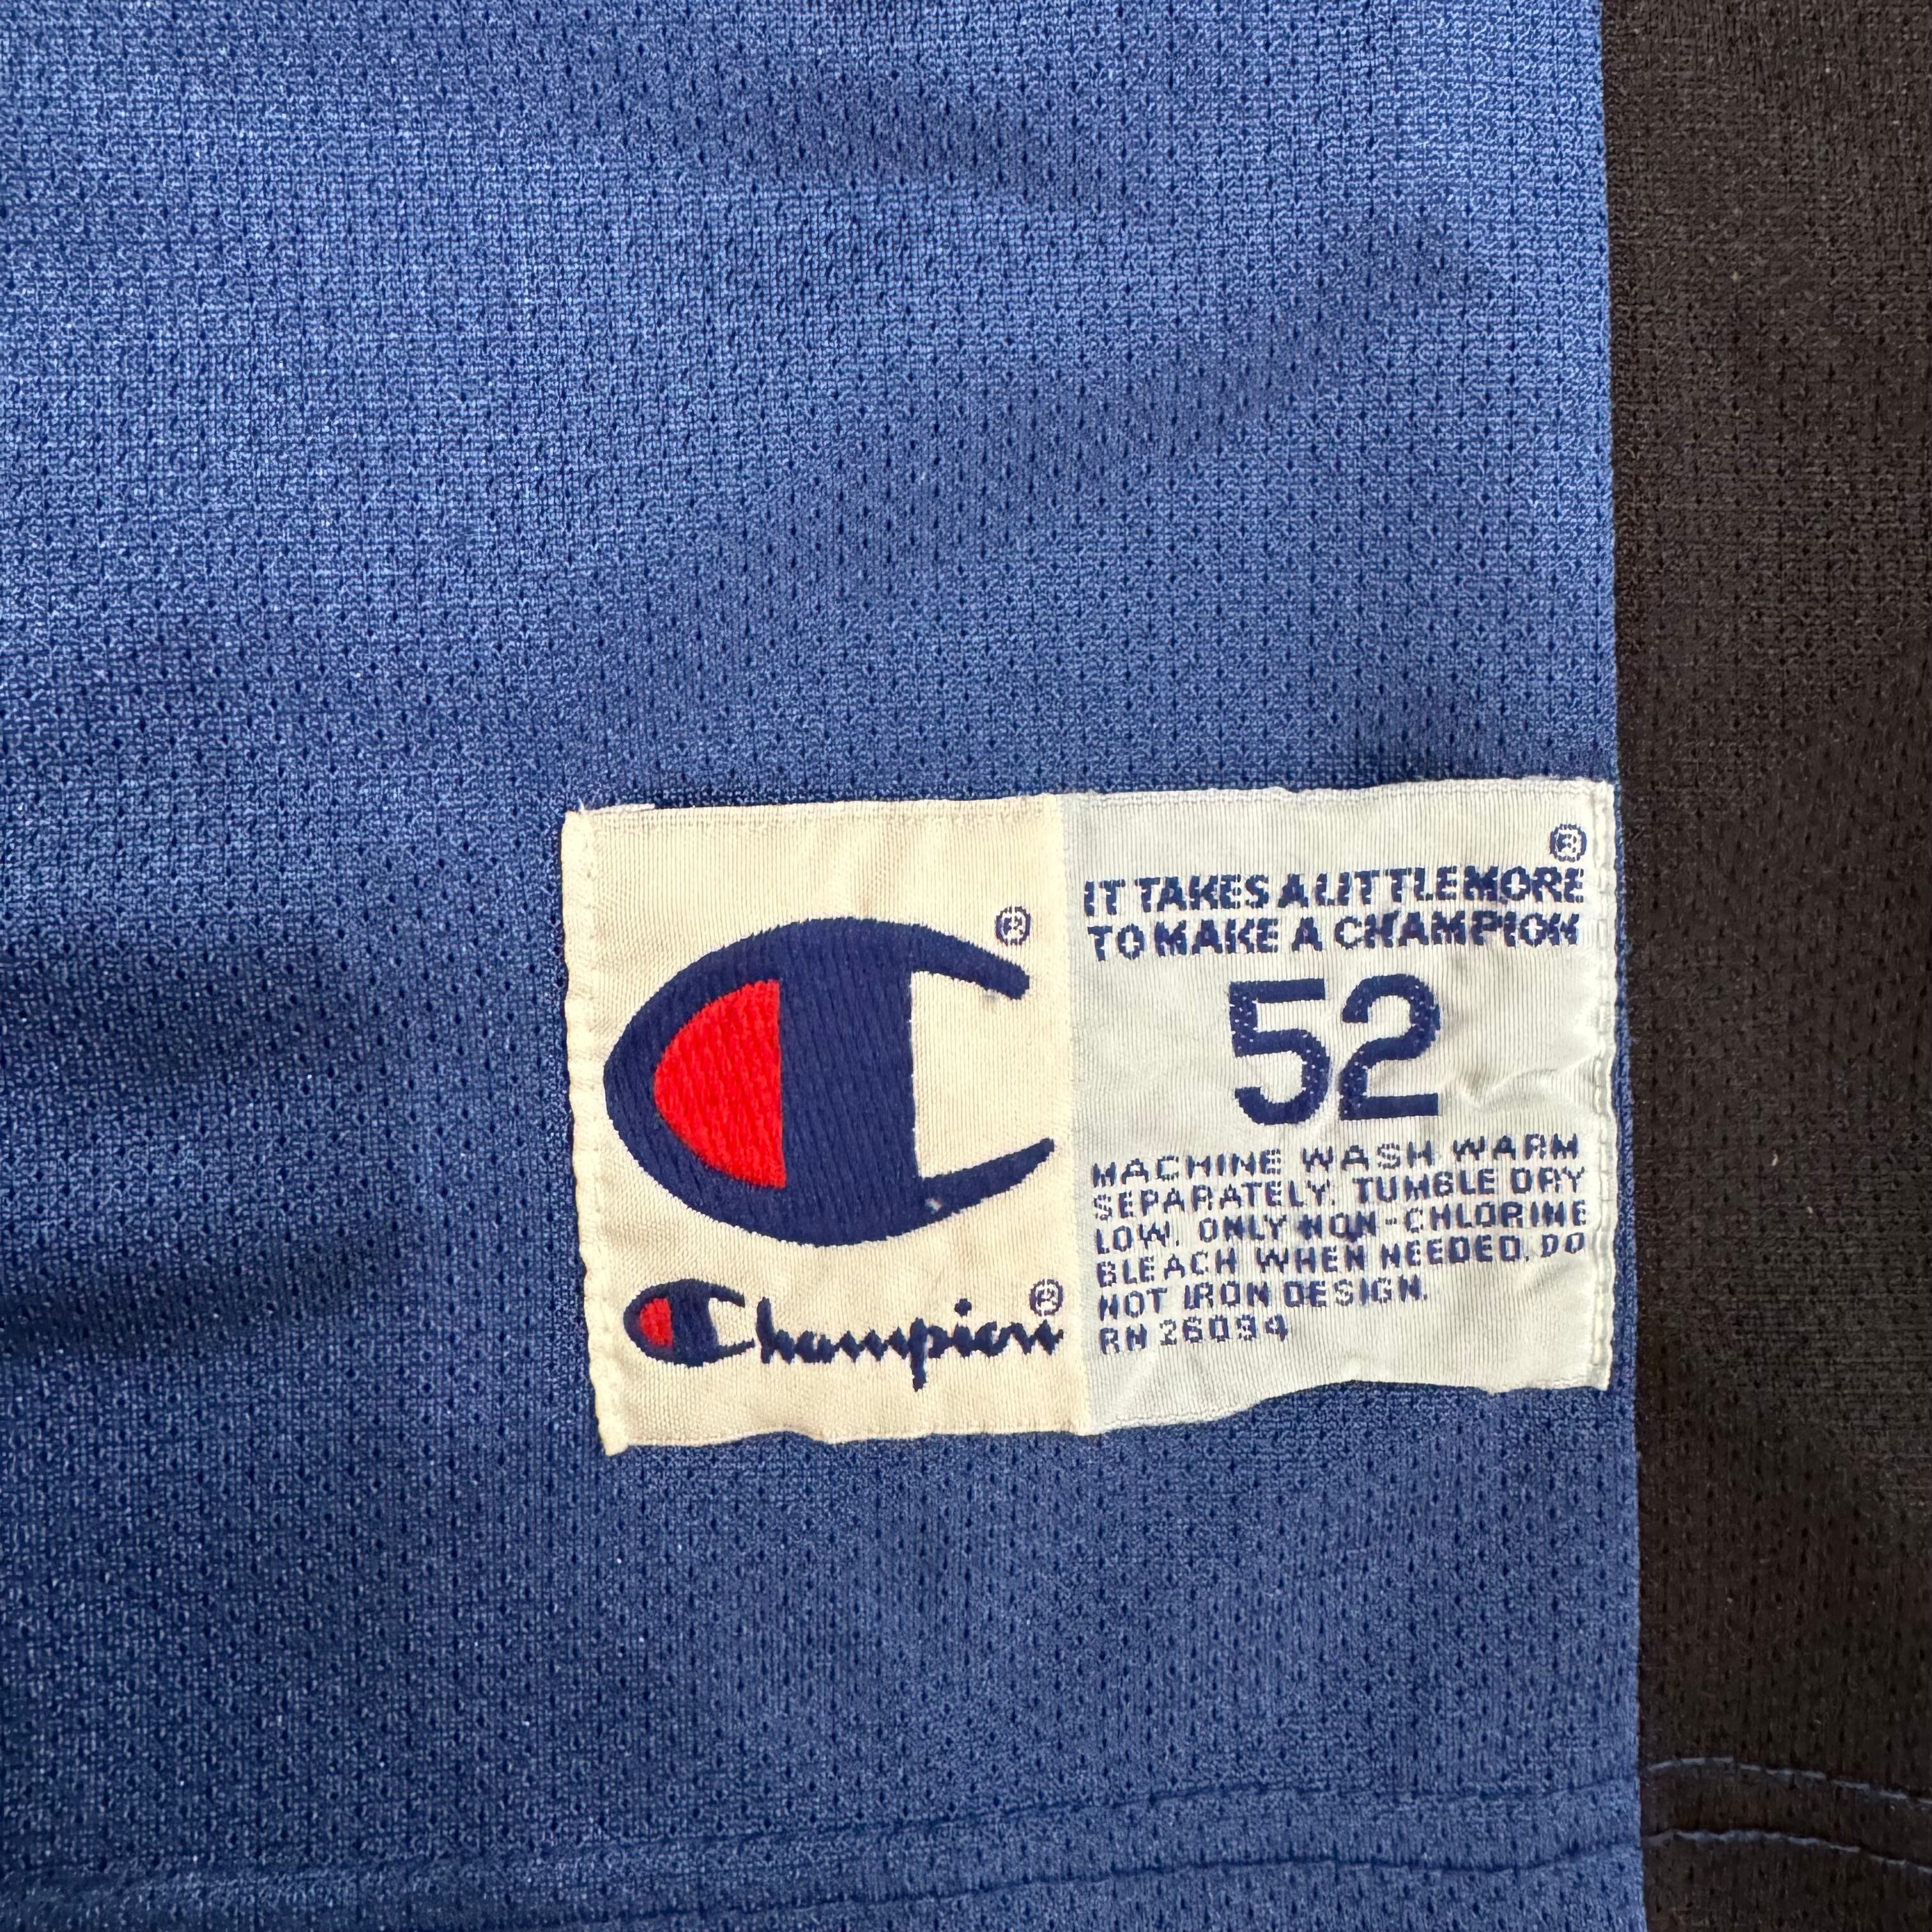 ®
Champion®
®
IT TAKES A LITTLE MORE
TO MAKE A CHAMPION
52
MACHINE WASH WARM
SEPARATELY. TUMBLE DRY
LOW. ONLY NON-CHLORINE
BLEACH WHEN NEEDED. DO
NOT IRON DESIGN.
RN 26094